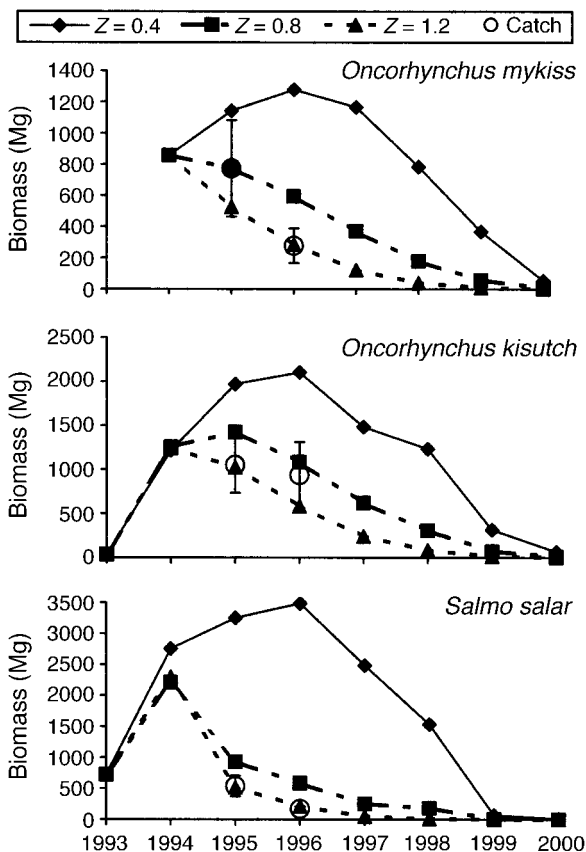 Z = 0.4 Z = 0.8 Z = 1.2 Catch
Oncorhynchus mykiss
Biomass (Mg)
1400
1200
1000
800
600
400
200
0
Oncorhynchus kisutch
Biomass (Mg)
2500
2000
1500
1000
500
0
Salmo salar
Biomass (Mg)
3500
3000
2500
2000
1500
1000
500
0
1993 1994 1995 1996 1997 1998 1999 2000